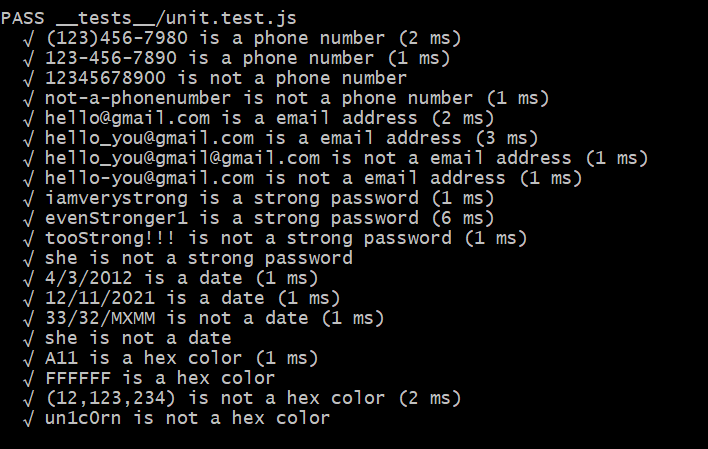 PASS __tests__/unit.test.js
√ (123)456-7980 is a phone number (2 ms)
√ 123-456-7890 is a phone number (1 ms)
√ 12345678900 is not a phone number
√ not-a-phonenumber is not a phone number (1 ms)
√ hello@gmail.com is a email address (2 ms)
√ hello_you@gmail.com is a email address (3 ms)
√ hello_you@gmail@gmail.com is not a email address (1 ms)
√ hello-you@gmail.com is not a email address (1 ms)
√ iamverystrong is a strong password (1 ms)
√ evenStronger1 is a strong password (6 ms)
√ tooStrong!!! is not a strong password (1 ms)
√ she is not a strong password
√ 4/3/2012 is a date (1 ms)
√ 12/11/2021 is a date (1 ms)
√ 33/32/MXMM is not a date (1 ms)
√ she is not a date
√ A11 is a hex color (1 ms)
√ FFFFFF is a hex color
√ (12,123,234) is not a hex color (2 ms)
√ un1c0rn is not a hex color